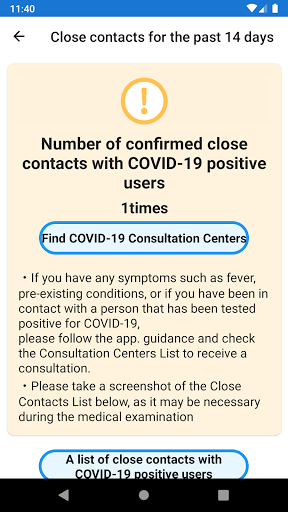 11:40
Close contacts for the past 14 days
Number of confirmed close
contacts with COVID-19 positive
users
1times
Find COVID-19 Consultation Centers
・If you have any symptoms such as fever,
pre-existing conditions, or if you have been in
contact with a person that has been tested
positive for COVID-19,
please follow the app. guidance and check
the Consultation Centers List to receive a
consultation.
・Please take a screenshot of the Close
Contacts List below, as it may be necessary
during the medical examination
A list of close contacts with
COVID-19 positive users